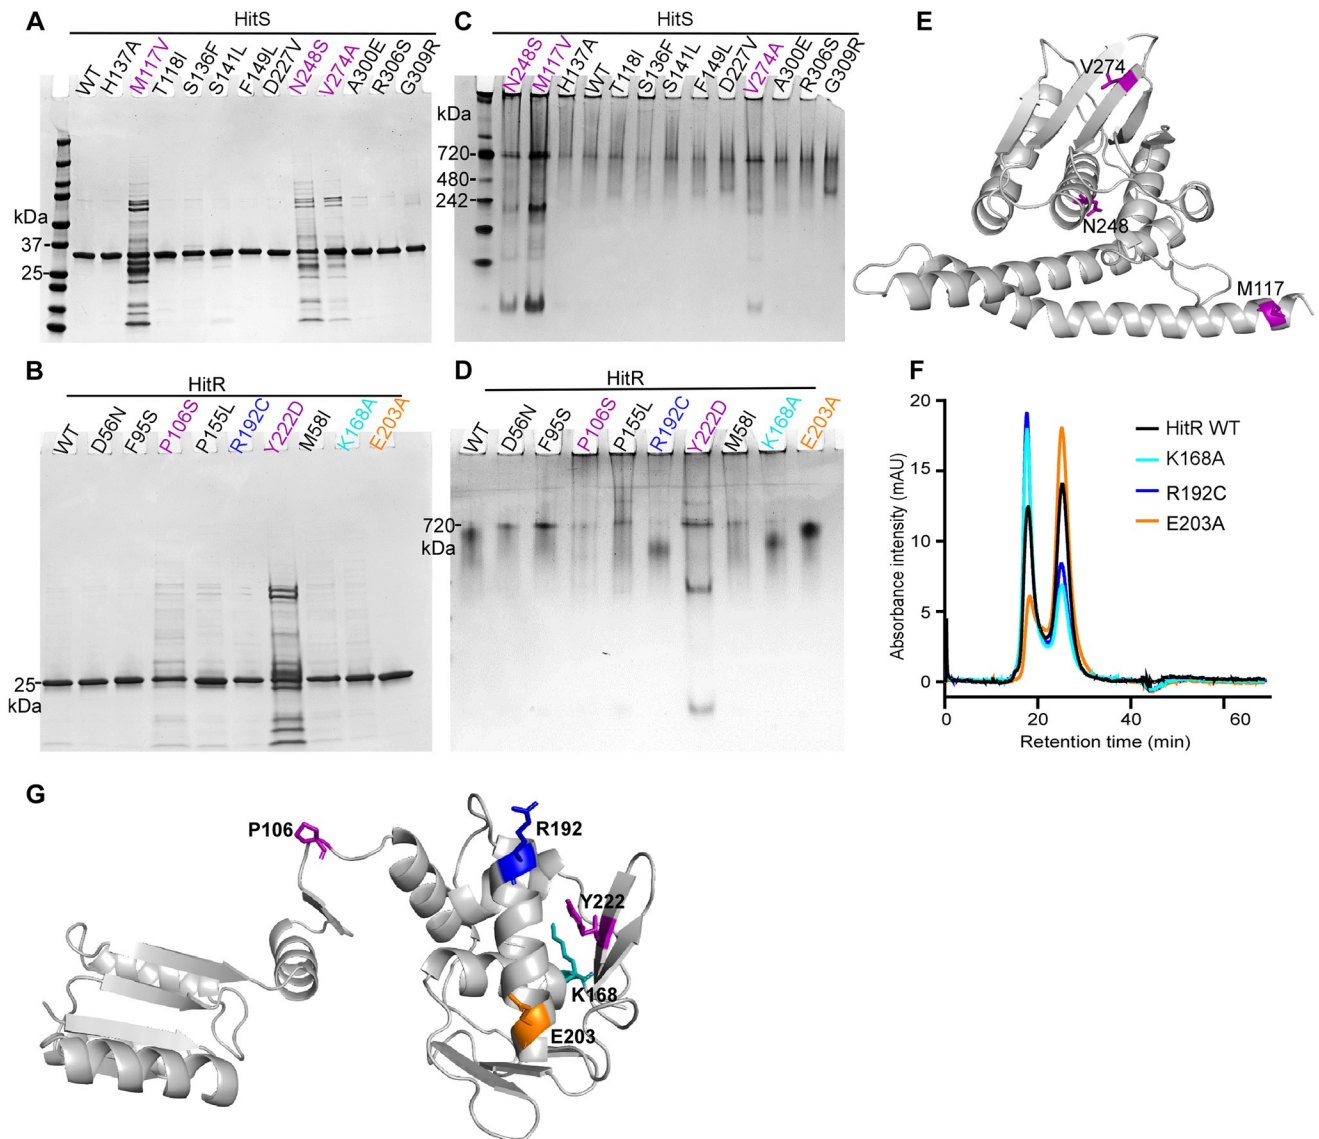 A
HitS
WT
H137A
M117V
T118I
S136F
S141L
F149L
D227V
N248S
V274A
A300E
R306S
G309R
kDa
37
25
C
HitS
N248S
M117V
H137A
WT
T118I
S136F
S141L
F149L
D227V
V274A
A300E
R306S
G309R
kDa
720
480
242
E
V274
N248
M117
B
HitR
WT
D56N
F95S
P106S
P155L
R192C
Y222D
M58I
K168A
E203A
25
kDa
D
HitR
WT
D56N
F95S
P106S
P155L
R192C
Y222D
M58I
K168A
E203A
720
kDa
F
Absorbance intensity (mAU)
20
15
10
5
0
HitR WT
K168A
R192C
E203A
0
20
40
60
Retention time (min)
G
P106
R192
Y222
K168
E203